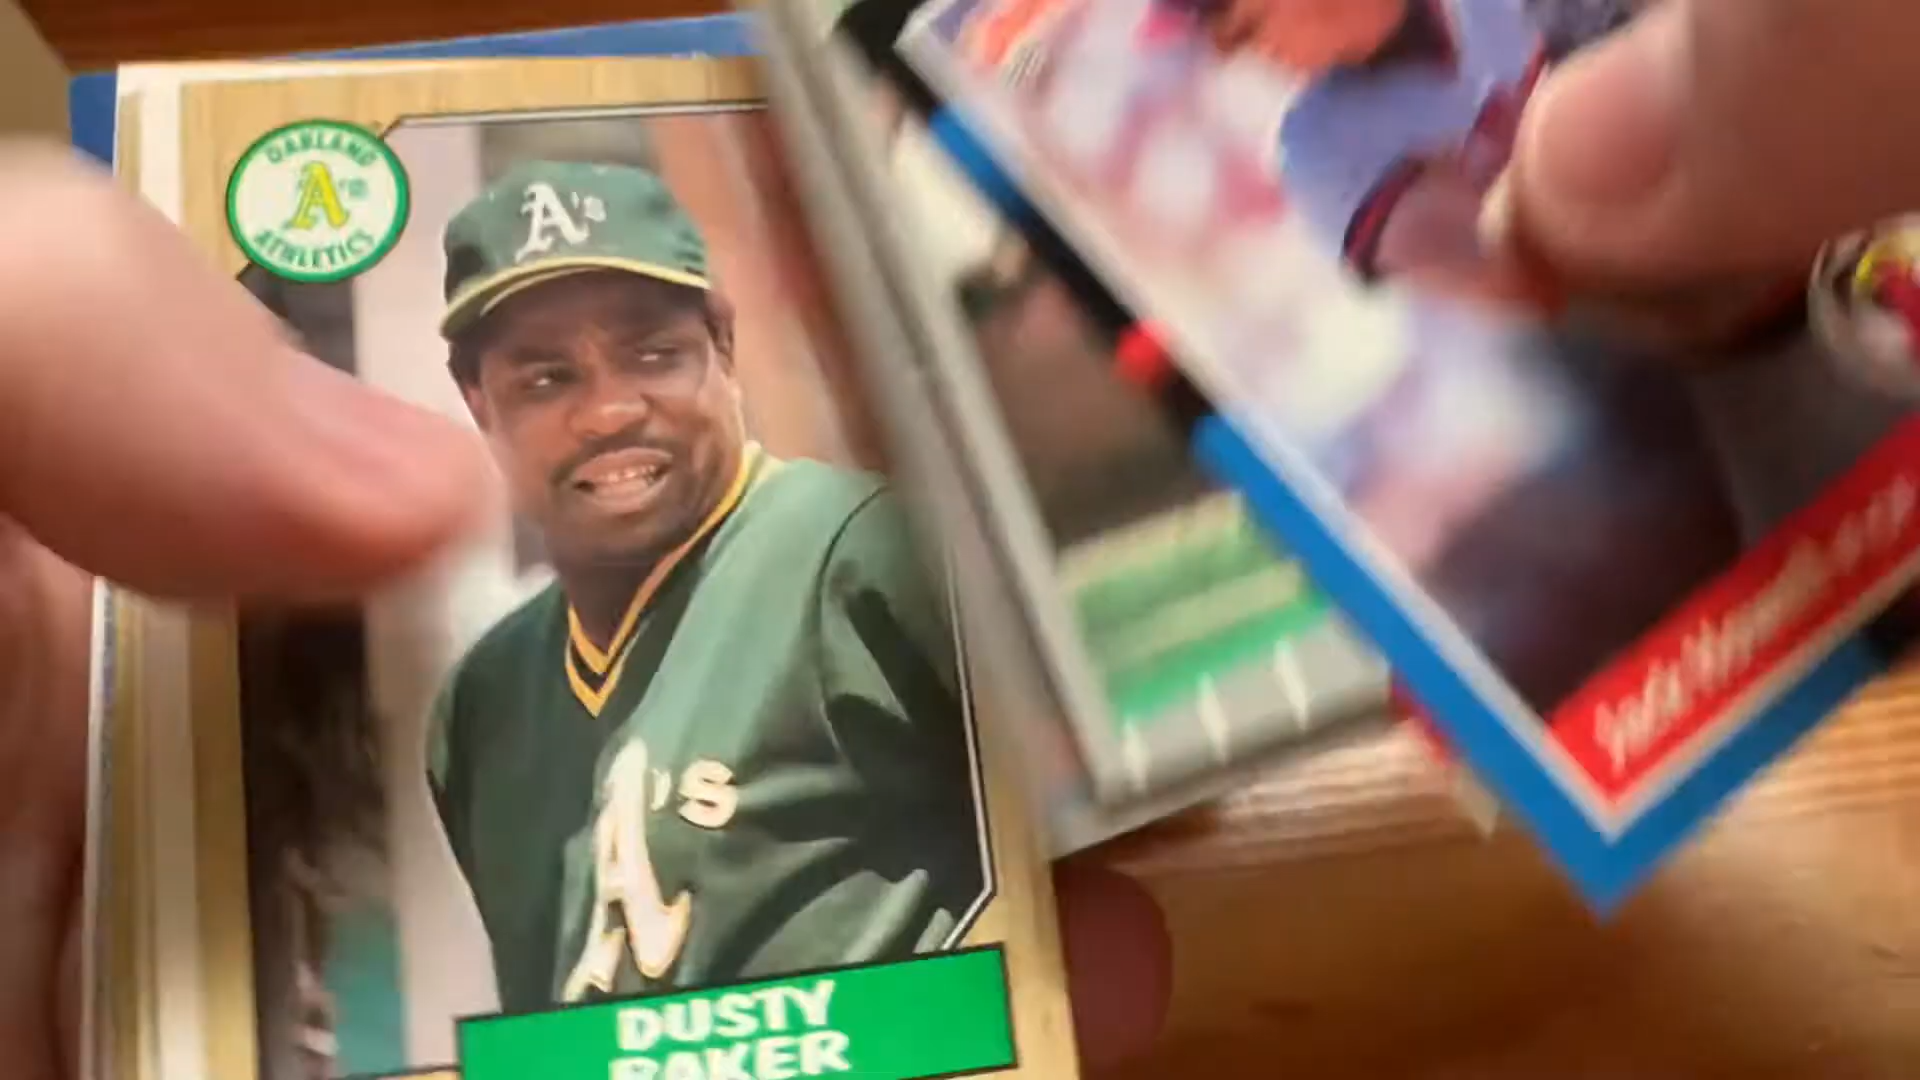 OAKLAND
A's
ATHLETICS
A's
A's
DUSTY
BAKER